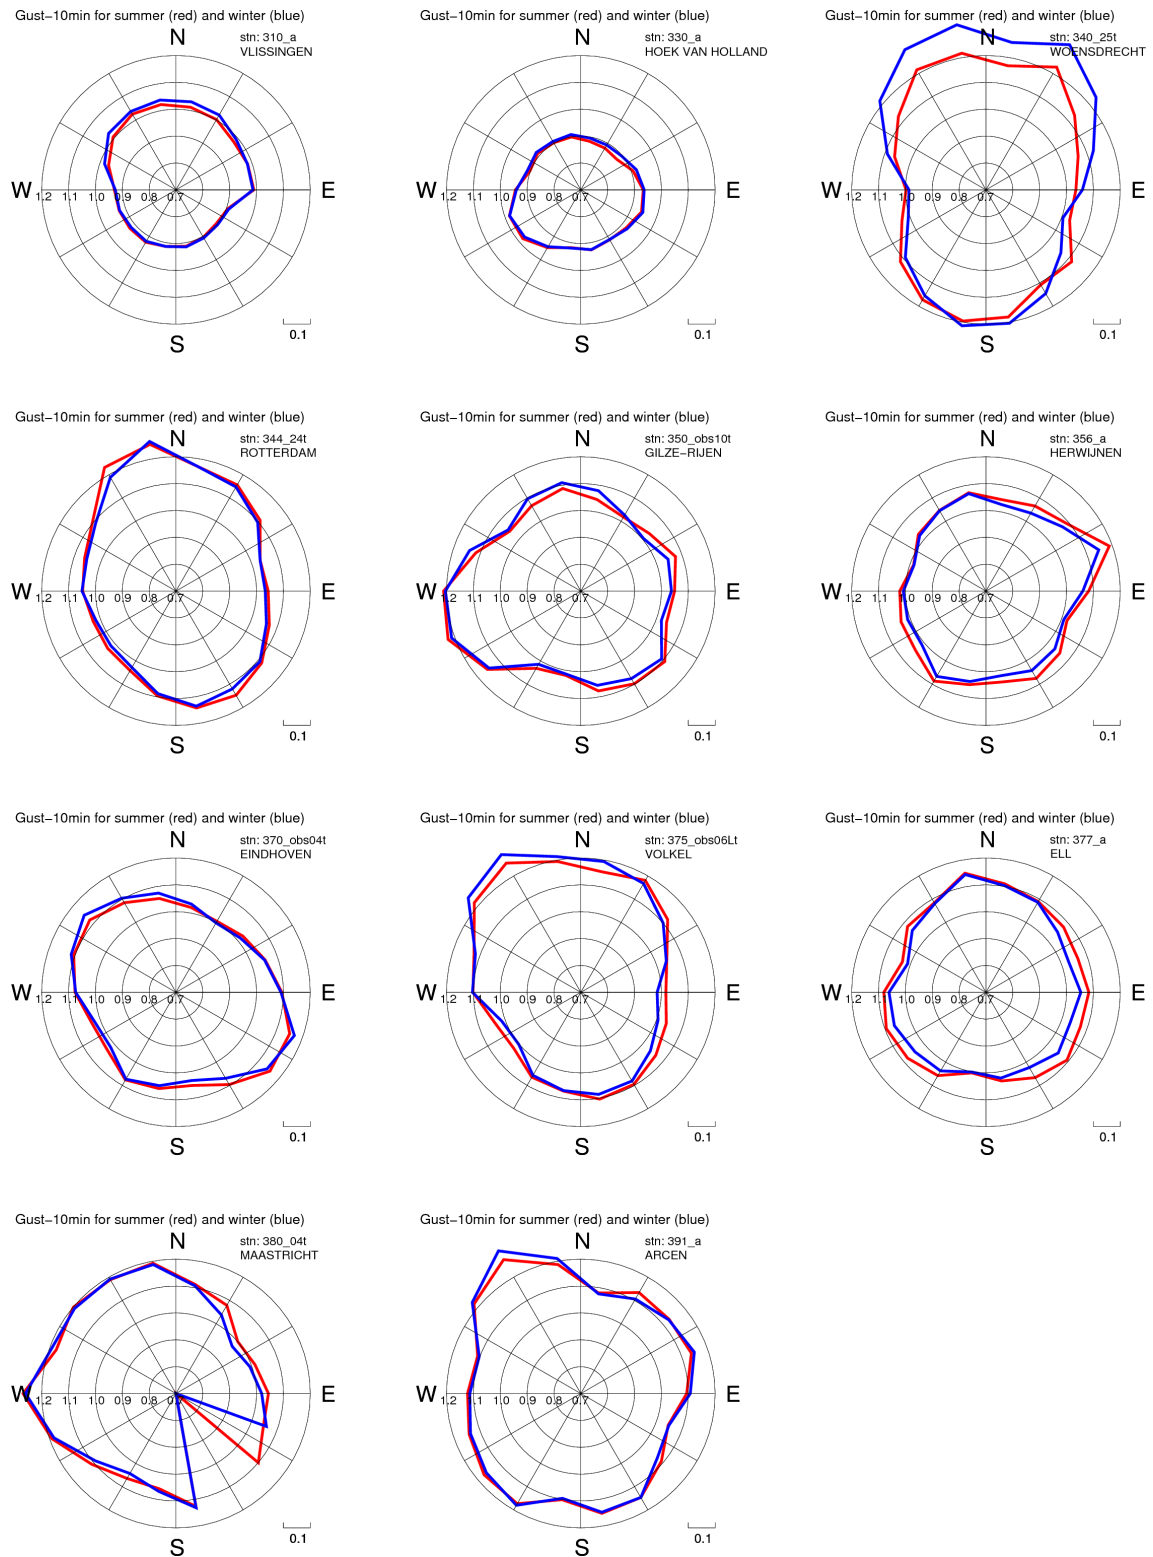 Gust−10min for summer (red) and winter (blue)
stn: 310_a
VLISSINGEN
N
W
E
S
1.2 1.1 1.0 0.9 0.8 0.7
0.1
Gust−10min for summer (red) and winter (blue)
stn: 330_a
HOEK VAN HOLLAND
N
W
E
S
1.2 1.1 1.0 0.9 0.8 0.7
0.1
Gust−10min for summer (red) and winter (blue)
stn: 340_25t
WOENSDRECHT
N
W
E
S
1.2 1.1 1.0 0.9 0.8 0.7
0.1
Gust−10min for summer (red) and winter (blue)
stn: 344_24t
ROTTERDAM
N
W
E
S
1.2 1.1 1.0 0.9 0.8 0.7
0.1
Gust−10min for summer (red) and winter (blue)
stn: 350_obs10t
GILZE−RIJEN
N
W
E
S
1.2 1.1 1.0 0.9 0.8 0.7
0.1
Gust−10min for summer (red) and winter (blue)
stn: 356_a
HERWIJNEN
N
W
E
S
1.2 1.1 1.0 0.9 0.8 0.7
0.1
Gust−10min for summer (red) and winter (blue)
stn: 370_obs04t
EINDHOVEN
N
W
E
S
1.2 1.1 1.0 0.9 0.8 0.7
0.1
Gust−10min for summer (red) and winter (blue)
stn: 375_obs06Lt
VOLKEL
N
W
E
S
1.2 1.1 1.0 0.9 0.8 0.7
0.1
Gust−10min for summer (red) and winter (blue)
stn: 377_a
ELL
N
W
E
S
1.2 1.1 1.0 0.9 0.8 0.7
0.1
Gust−10min for summer (red) and winter (blue)
stn: 380_04t
MAASTRICHT
N
W
E
S
1.2 1.1 1.0 0.9 0.8 0.7
0.1
Gust−10min for summer (red) and winter (blue)
stn: 391_a
ARCEN
N
W
E
S
1.2 1.1 1.0 0.9 0.8 0.7
0.1